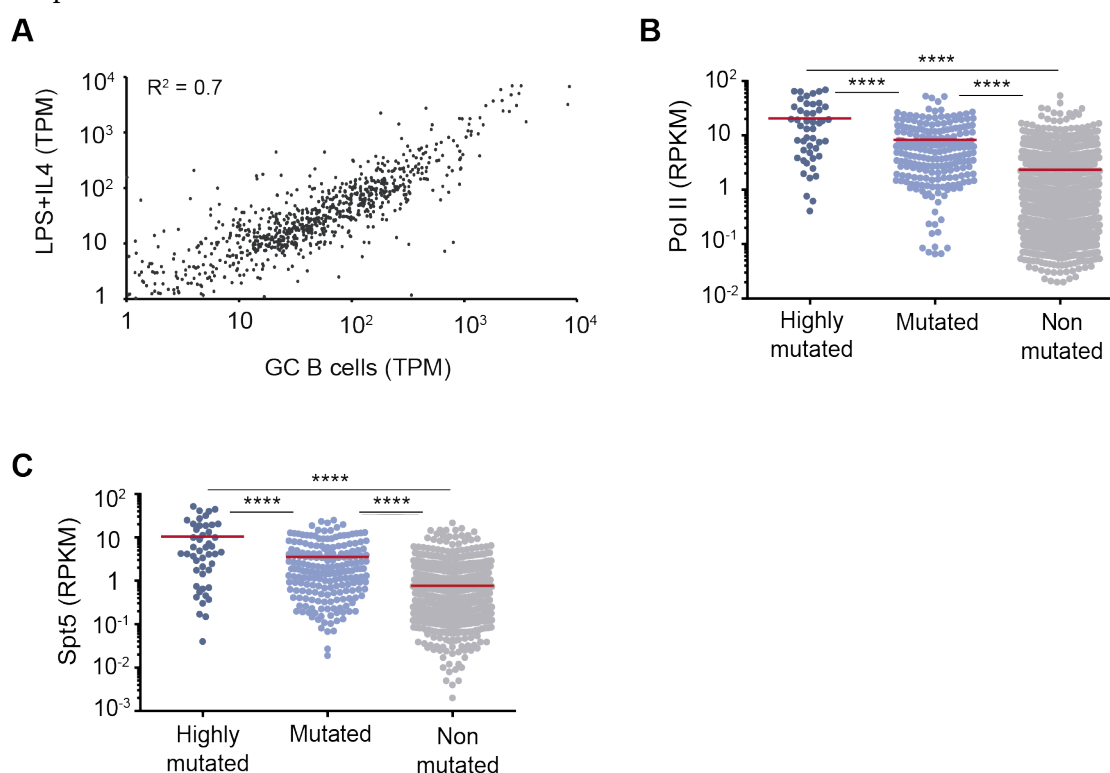 A
R² = 0.7
LPS+IL4 (TPM)
10⁴
10³
10²
10
1
1
10
10²
10³
10⁴
GC B cells (TPM)
B
****
****
****
Pol II (RPKM)
10²
10
1
10⁻¹
10⁻²
Highly
mutated
Mutated
Non
mutated
C
****
****
****
Spt5 (RPKM)
10²
10
1
10⁻¹
10⁻²
10⁻³
Highly
mutated
Mutated
Non
mutated